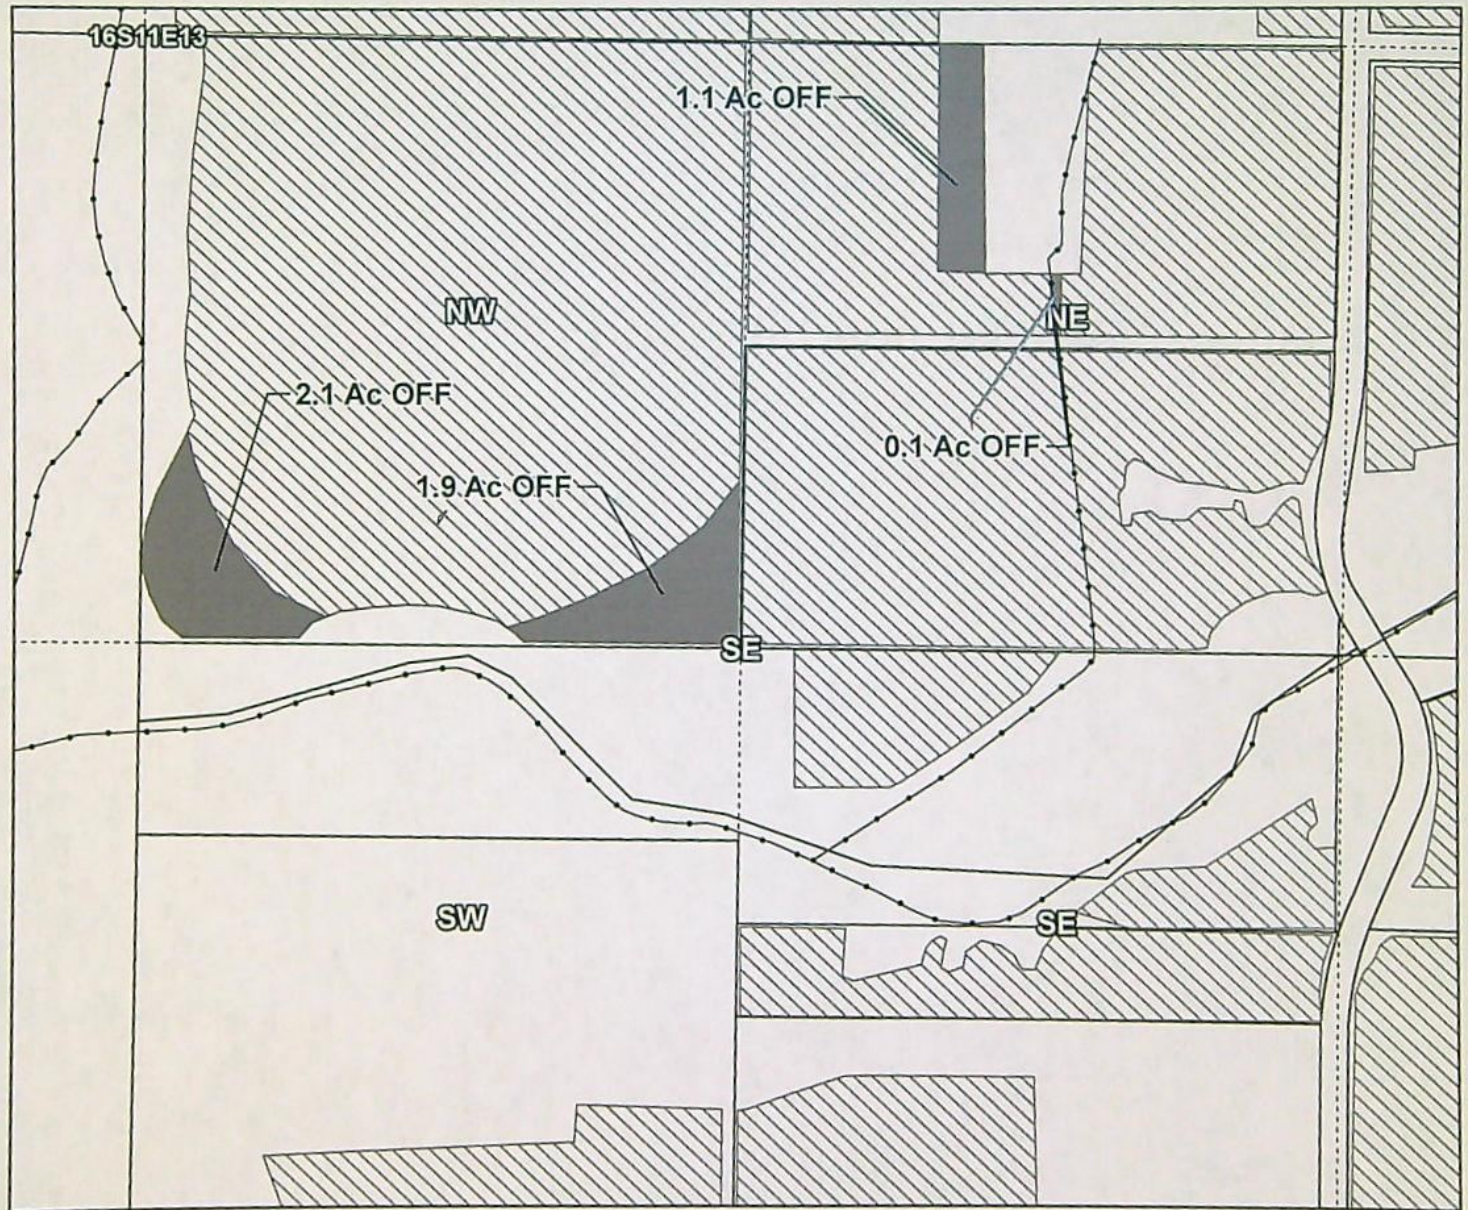 16S11E13
1.1 Ac OFF
NW
NE
2.1 Ac OFF
0.1 Ac OFF
1.9 Ac OFF
SE
SW
SE